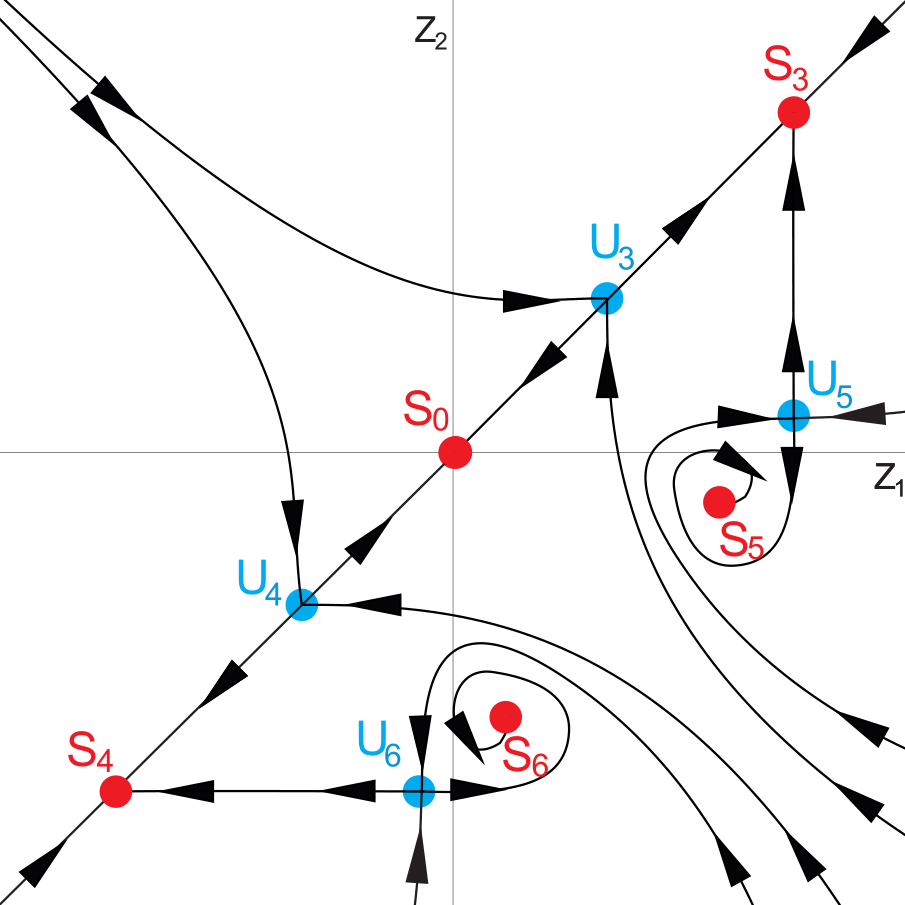 Z₂
S₃
U₃
U₅
S₀
Z₁
S₅
U₄
U₆
S₄
S₆